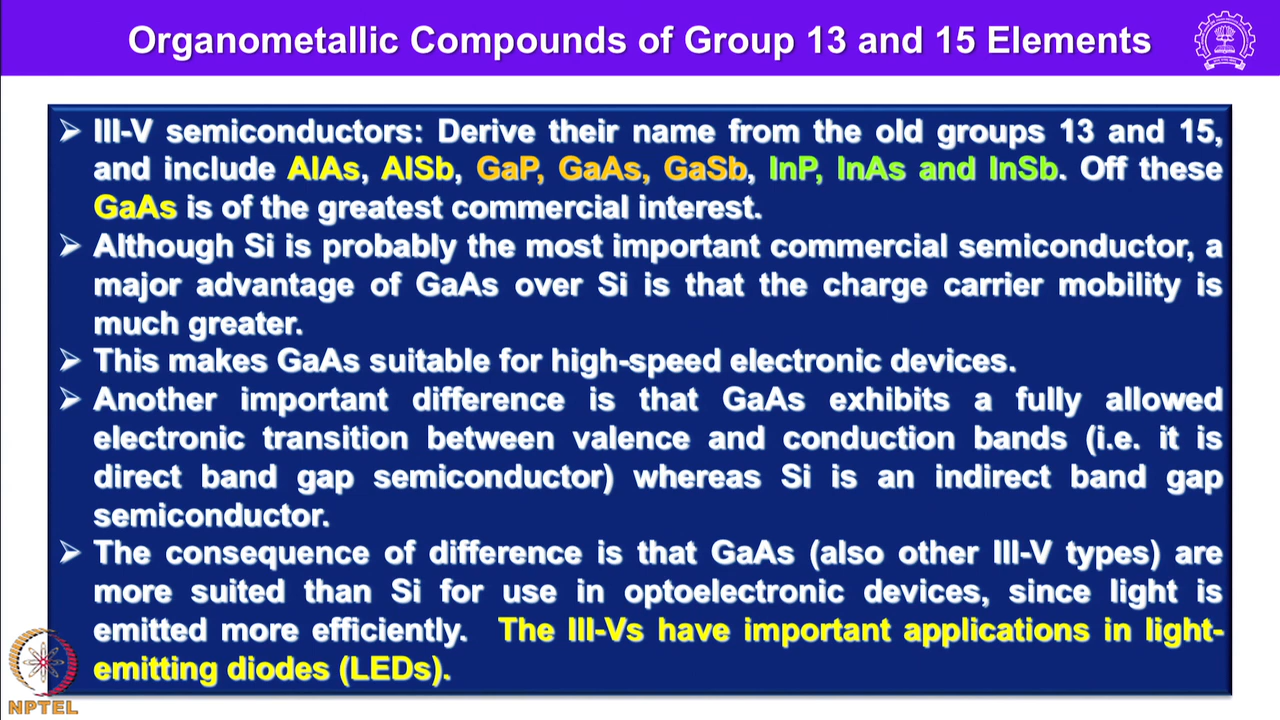 Organometallic Compounds of Group 13 and 15 Elements
➢ III-V semiconductors: Derive their name from the old groups 13 and 15,
and include AlAs, AlSb, GaP, GaAs, GaSb, InP, InAs and InSb. Off these
GaAs is of the greatest commercial interest.
➢ Although Si is probably the most important commercial semiconductor, a
major advantage of GaAs over Si is that the charge carrier mobility is
much greater.
➢ This makes GaAs suitable for high-speed electronic devices.
➢ Another important difference is that GaAs exhibits a fully allowed
electronic transition between valence and conduction bands (i.e. it is
direct band gap semiconductor) whereas Si is an indirect band gap
semiconductor.
➢ The consequence of difference is that GaAs (also other III-V types) are
more suited than Si for use in optoelectronic devices, since light is
emitted more efficiently. The III-Vs have important applications in light-
emitting diodes (LEDs).
NPTEL